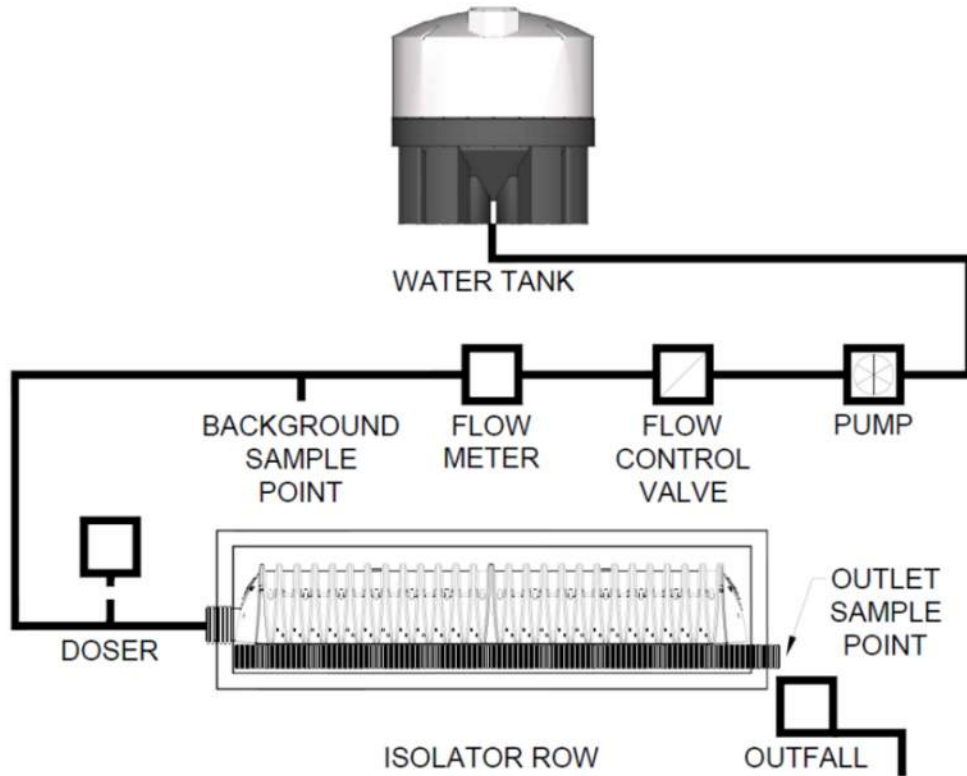 WATER TANK
BACKGROUND
SAMPLE
POINT
FLOW
METER
FLOW
CONTROL
VALVE
PUMP
DOSER
OUTLET
SAMPLE
POINT
ISOLATOR ROW
OUTFALL